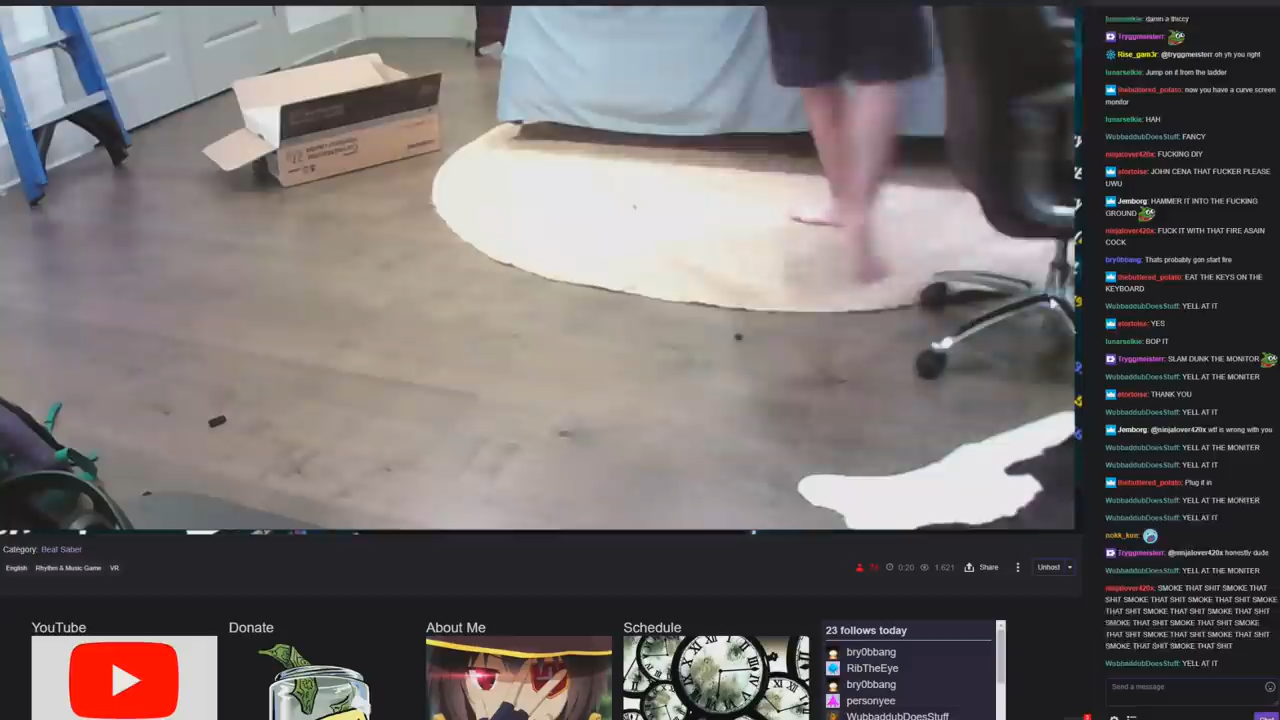 lunarselkie: damn a thiccy
Tryggmeisterr:
Rise_gam3r: @tryggmeisterr oh yh you right
lunarselkie: Jump on it from the ladder
thebuttered_potato: now you have a curve screen
monitor
lunarselkie: HAH
WubbaddubDoesStuff: FANCY
ninjalover420x: FUCKING DIY
etortoise: JOHN CENA THAT FUCKER PLEASE
UWU
Jemborg: HAMMER IT INTO THE FUCKING
GROUND
ninjalover420x: FUCK IT WITH THAT FIRE ASAIN
COCK
bry0bbang: Thats probably gon start fire
thebuttered_potato: EAT THE KEYS ON THE
KEYBOARD
WubbaddubDoesStuff: YELL AT IT
etortoise: YES
lunarselkie: BOP IT
Tryggmeisterr: SLAM DUNK THE MONITOR
WubbaddubDoesStuff: YELL AT THE MONITER
etortoise: THANK YOU
WubbaddubDoesStuff: YELL AT IT
Jemborg: @ninjalover420x wtf is wrong with you
WubbaddubDoesStuff: YELL AT THE MONITER
WubbaddubDoesStuff: YELL AT IT
thebuttered_potato: Plug it in
WubbaddubDoesStuff: YELL AT THE MONITER
WubbaddubDoesStuff: YELL AT IT
nokk_kun:
Tryggmeisterr: @ninjalover420x honestly dude
WubbaddubDoesStuff: YELL AT THE MONITER
ninjalover420x: SMOKE THAT SHIT SMOKE THAT
SHIT SMOKE THAT SHIT SMOKE THAT SHIT SMOKE
THAT SHIT SMOKE THAT SHIT SMOKE THAT SHIT
SMOKE THAT SHIT SMOKE THAT SHIT SMOKE
THAT SHIT SMOKE THAT SHIT SMOKE THAT SHIT
SMOKE THAT SHIT SMOKE THAT SHIT
WubbaddubDoesStuff: YELL AT IT
Send a message
Category: Beat Saber
English Rhythm & Music Game VR
0:20 1,621 Share Unhost
YouTube Donate About Me Schedule
23 follows today
bry0bbang
RibTheEye
bry0bbang
personyee
WubbaddubDoesStuff